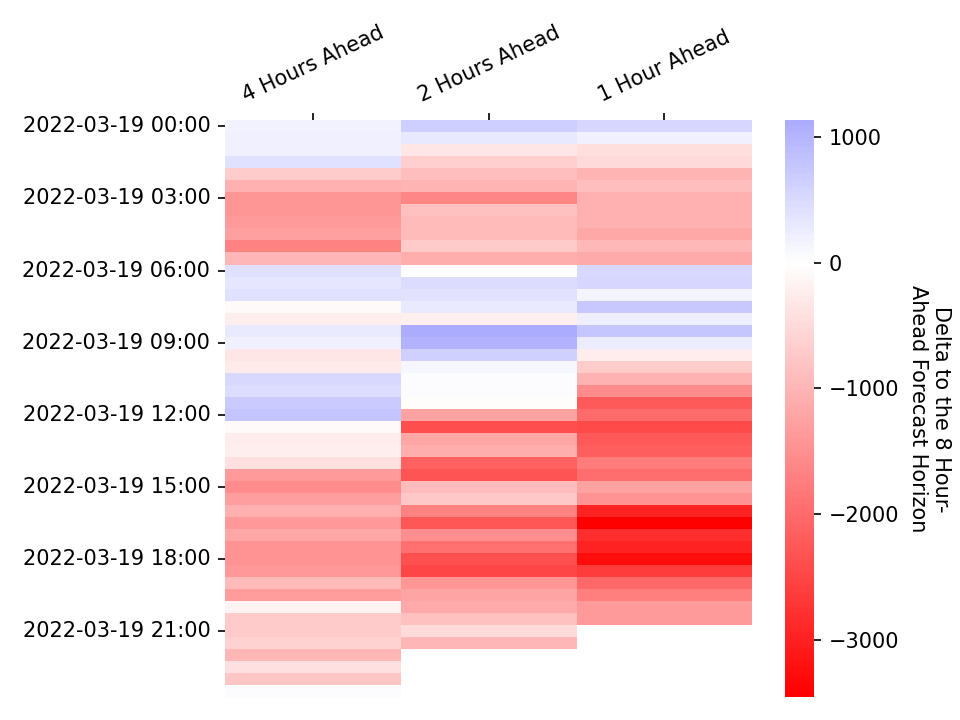 4 Hours Ahead
2 Hours Ahead
1 Hour Ahead
2022-03-19 00:00
2022-03-19 03:00
2022-03-19 06:00
2022-03-19 09:00
2022-03-19 12:00
2022-03-19 15:00
2022-03-19 18:00
2022-03-19 21:00
1000
0
−1000
−2000
−3000
Delta to the 8 Hour-
Ahead Forecast Horizon